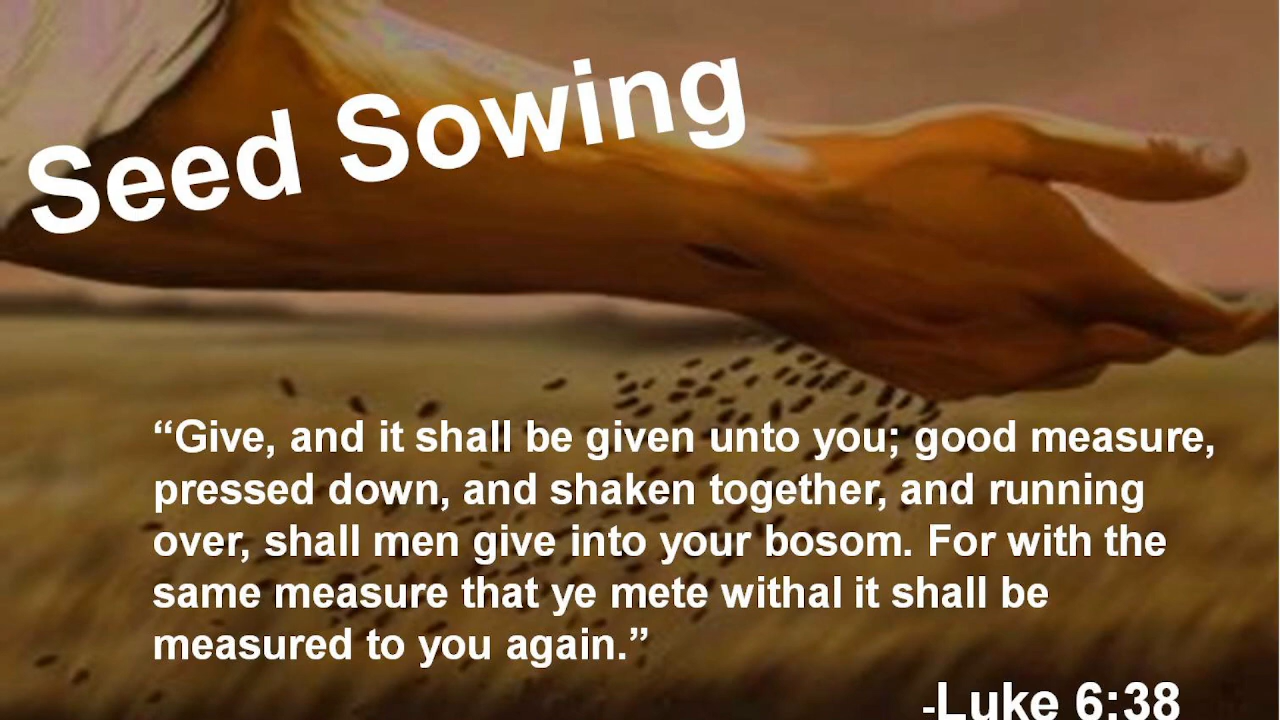 Seed Sowing
“Give, and it shall be given unto you; good measure,
pressed down, and shaken together, and running
over, shall men give into your bosom. For with the
same measure that ye mete withal it shall be
measured to you again.”
-Luke 6:38